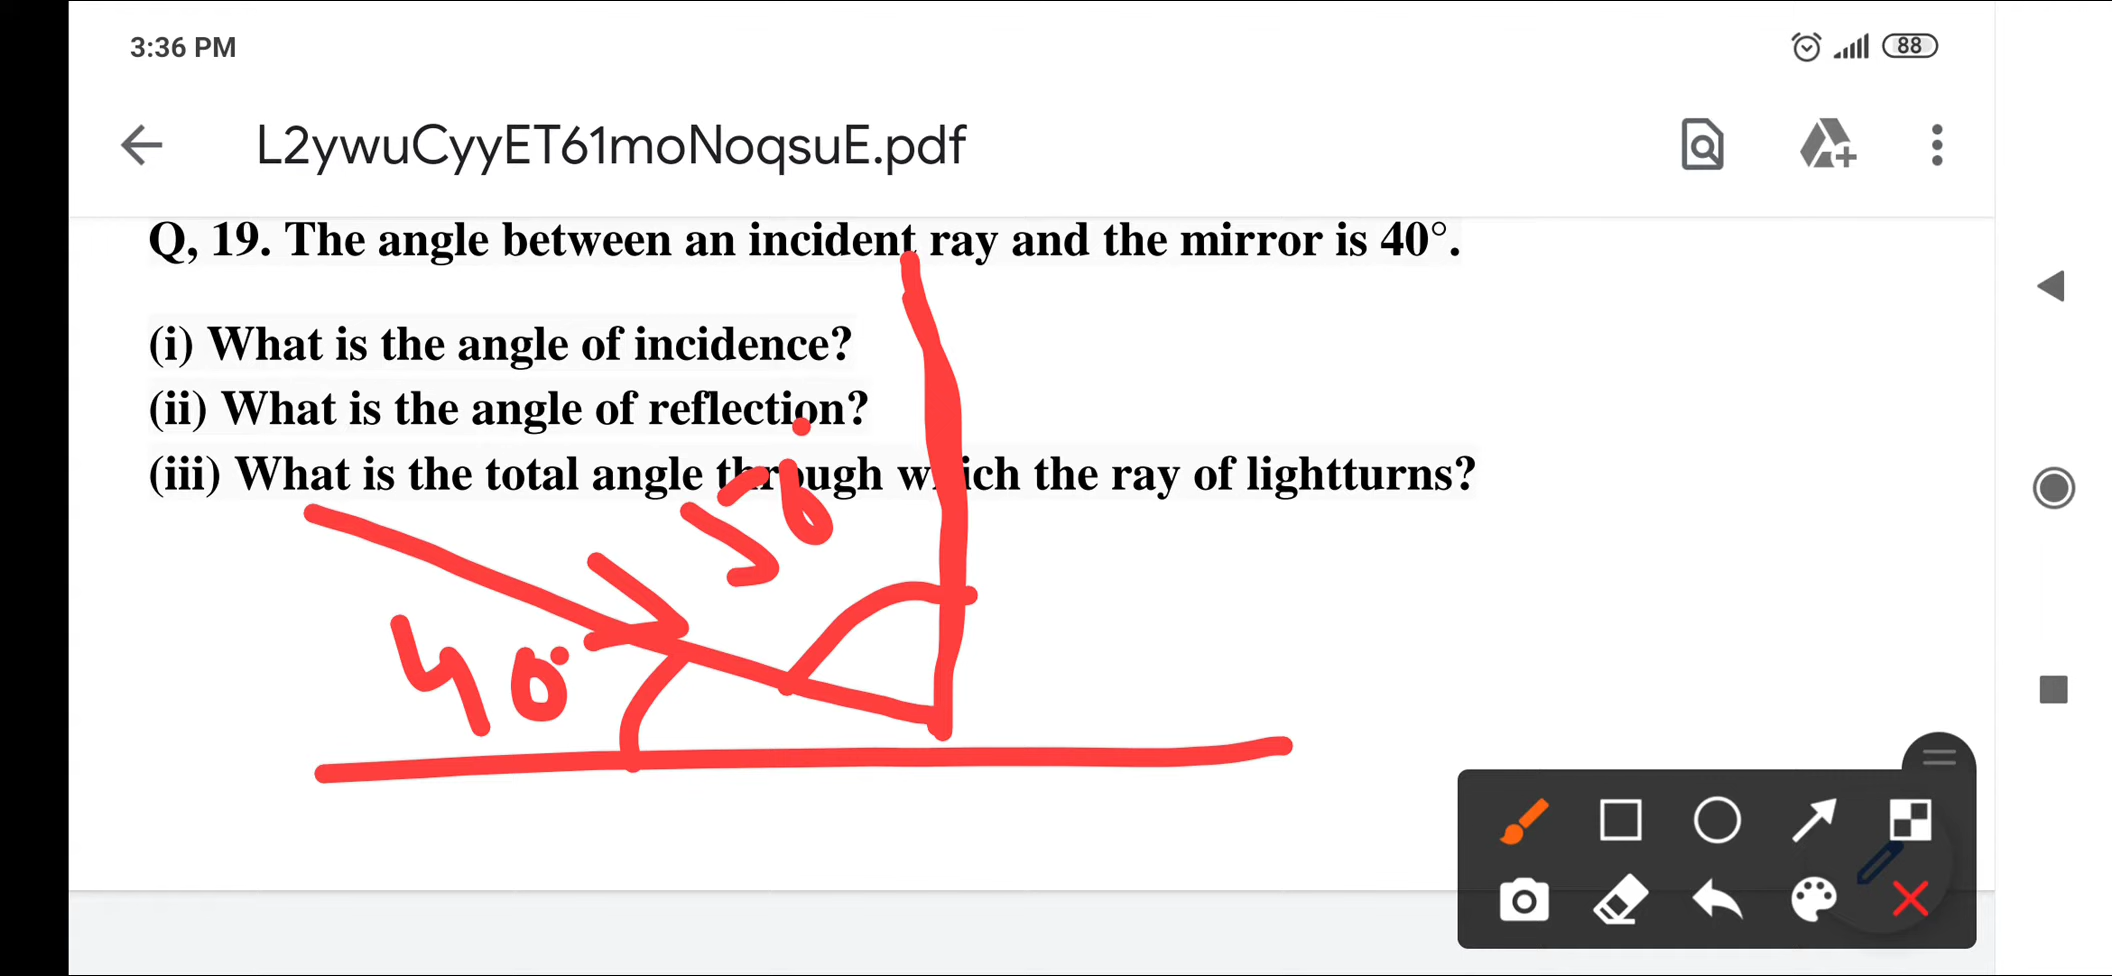 3:36 PM
88
L2ywuCyyET61moNoqsuE.pdf
Q, 19. The angle between an incident ray and the mirror is 40°.
(i) What is the angle of incidence?
(ii) What is the angle of reflection?
(iii) What is the total angle through which the ray of lightturns?
50°
40°